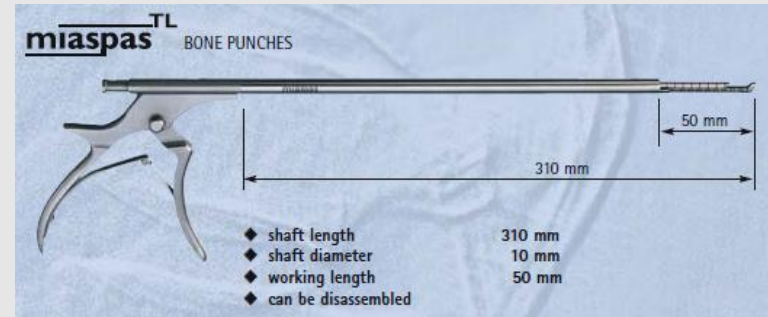 miaspas TL
BONE PUNCHES
miaspas
50 mm
310 mm
◆ shaft length 310 mm
◆ shaft diameter 10 mm
◆ working length 50 mm
◆ can be disassembled